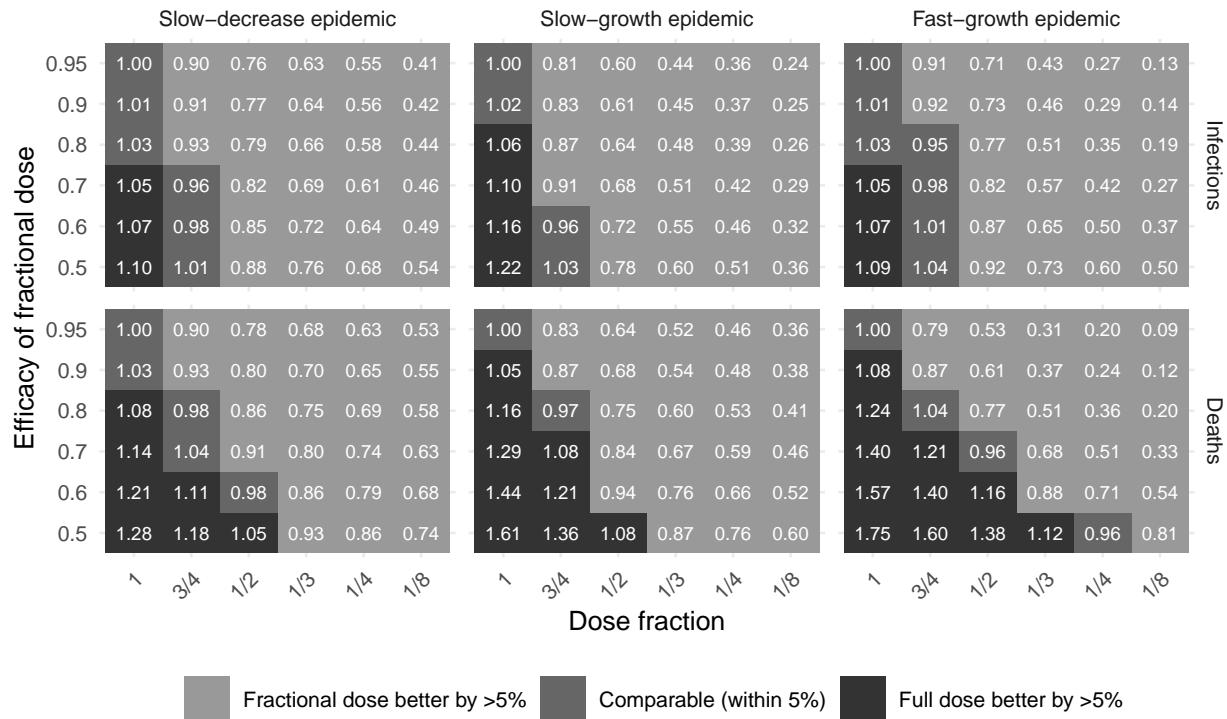 Slow−decrease epidemic Slow−growth epidemic Fast−growth epidemic
0.95 1.00 0.90 0.76 0.63 0.55 0.41 1.00 0.81 0.60 0.44 0.36 0.24 1.00 0.91 0.71 0.43 0.27 0.13
0.9 1.01 0.91 0.77 0.64 0.56 0.42 1.02 0.83 0.61 0.45 0.37 0.25 1.01 0.92 0.73 0.46 0.29 0.14
0.8 1.03 0.93 0.79 0.66 0.58 0.44 1.06 0.87 0.64 0.48 0.39 0.26 1.03 0.95 0.77 0.51 0.35 0.19
0.7 1.05 0.96 0.82 0.69 0.61 0.46 1.10 0.91 0.68 0.51 0.42 0.29 1.05 0.98 0.82 0.57 0.42 0.27
0.6 1.07 0.98 0.85 0.72 0.64 0.49 1.16 0.96 0.72 0.55 0.46 0.32 1.07 1.01 0.87 0.65 0.50 0.37
0.5 1.10 1.01 0.88 0.76 0.68 0.54 1.22 1.03 0.78 0.60 0.51 0.36 1.09 1.04 0.92 0.73 0.60 0.50
Infections
Efficacy of fractional dose
0.95 1.00 0.90 0.78 0.68 0.63 0.53 1.00 0.83 0.64 0.52 0.46 0.36 1.00 0.79 0.53 0.31 0.20 0.09
0.9 1.03 0.93 0.80 0.70 0.65 0.55 1.05 0.87 0.68 0.54 0.48 0.38 1.08 0.87 0.61 0.37 0.24 0.12
0.8 1.08 0.98 0.86 0.75 0.69 0.58 1.16 0.97 0.75 0.60 0.53 0.41 1.24 1.04 0.77 0.51 0.36 0.20
0.7 1.14 1.04 0.91 0.80 0.74 0.63 1.29 1.08 0.84 0.67 0.59 0.46 1.40 1.21 0.96 0.68 0.51 0.33
0.6 1.21 1.11 0.98 0.86 0.79 0.68 1.44 1.21 0.94 0.76 0.66 0.52 1.57 1.40 1.16 0.88 0.71 0.54
0.5 1.28 1.18 1.05 0.93 0.86 0.74 1.61 1.36 1.08 0.87 0.76 0.60 1.75 1.60 1.38 1.12 0.96 0.81
Deaths
1 3/4 1/2 1/3 1/4 1/8 1 3/4 1/2 1/3 1/4 1/8 1 3/4 1/2 1/3 1/4 1/8
Dose fraction
Fractional dose better by >5% Comparable (within 5%) Full dose better by >5%